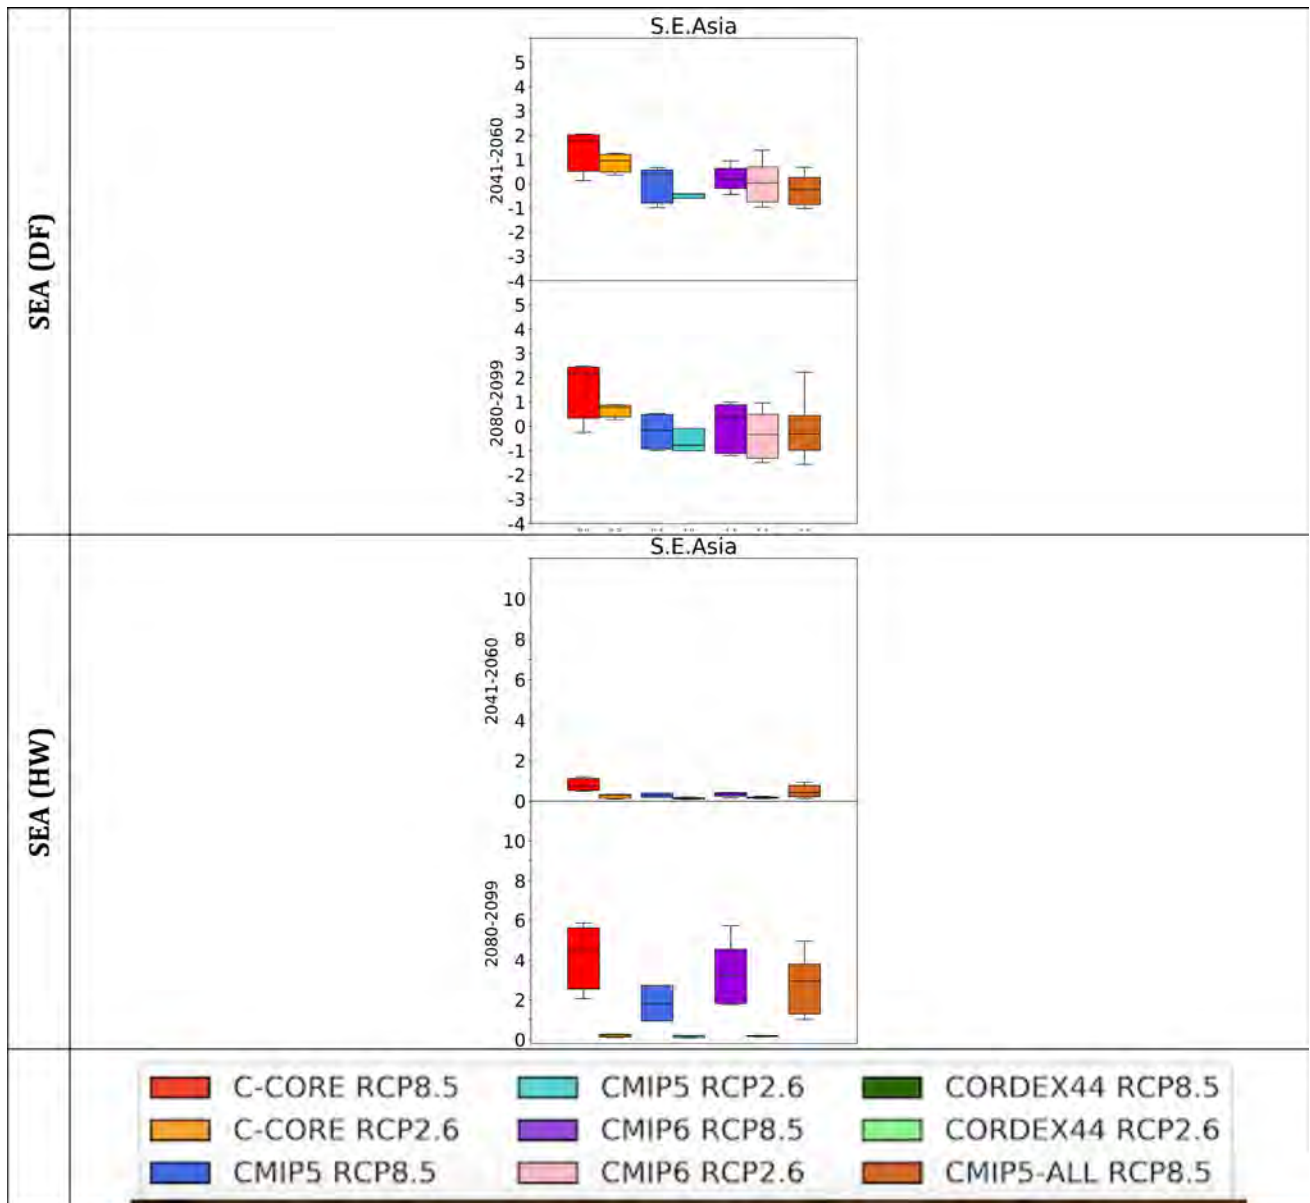 S.E.Asia
SEA (DF)
2041-2060
5
4
3
2
1
0
-1
-2
-3
-4
2080-2099
5
4
3
2
1
0
-1
-2
-3
-4
S.E.Asia
SEA (HW)
2041-2060
10
8
6
4
2
0
2080-2099
10
8
6
4
2
0
C-CORE RCP8.5
C-CORE RCP2.6
CMIP5 RCP8.5
CMIP5 RCP2.6
CMIP6 RCP8.5
CMIP6 RCP2.6
CORDEX44 RCP8.5
CORDEX44 RCP2.6
CMIP5-ALL RCP8.5